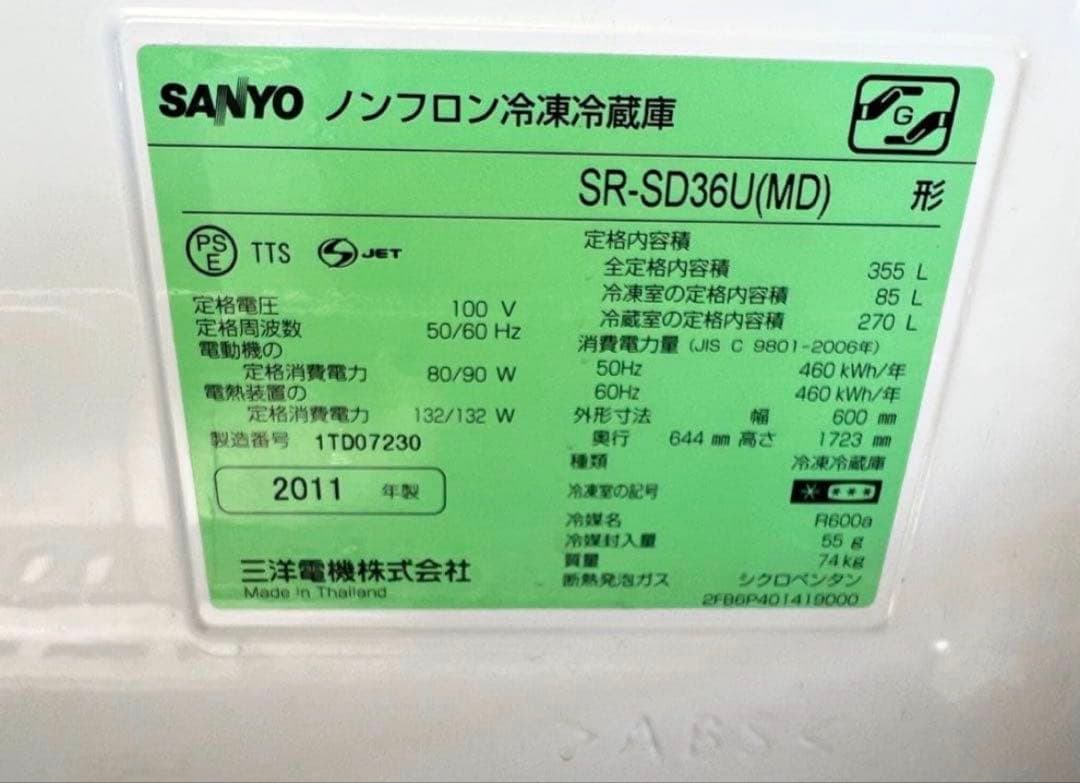 SANYO ノンフロン冷凍冷蔵庫
G
SR-SD36U(MD) 形
PSE TTS S JET
定格電圧 100 V
定格周波数 50/60 Hz
電動機の
定格消費電力 80/90 W
電熱装置の
定格消費電力 132/132 W
製造番号 1TD07230
2011 年製
三洋電機株式会社
Made in Thailand
定格内容積
全定格内容積 355 L
冷凍室の定格内容積 85 L
冷蔵室の定格内容積 270 L
消費電力量 (JIS C 9801-2006年)
50Hz 460 kWh/年
60Hz 460 kWh/年
外形寸法 幅 600 mm
奥行 644 mm 高さ 1723 mm
種類 冷凍冷蔵庫
冷凍室の記号 * ***
冷媒名 R600a
冷媒封入量 55 g
質量 74 kg
断熱発泡ガス シクロペンタン
2FB6P401419000
>ABS<